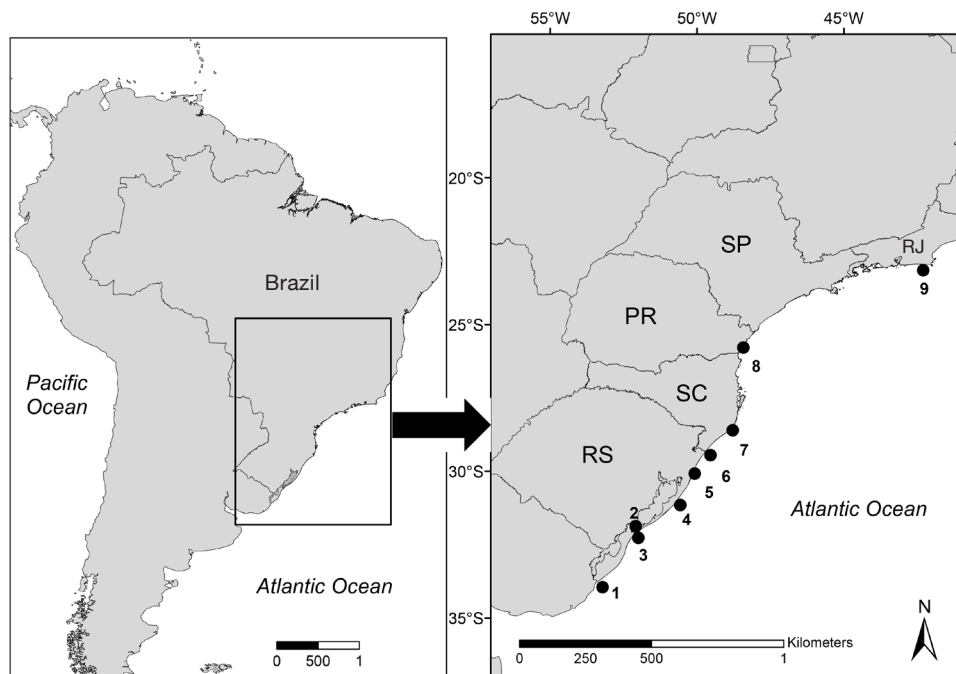 Brazil
Pacific
Ocean
Atlantic Ocean
0 500 1
55°W 50°W 45°W
20°S
25°S
30°S
35°S
SP
RJ
PR
SC
RS
9
8
7
6
5
4
2
3
1
Atlantic Ocean
N
Kilometers
0 250 500 1